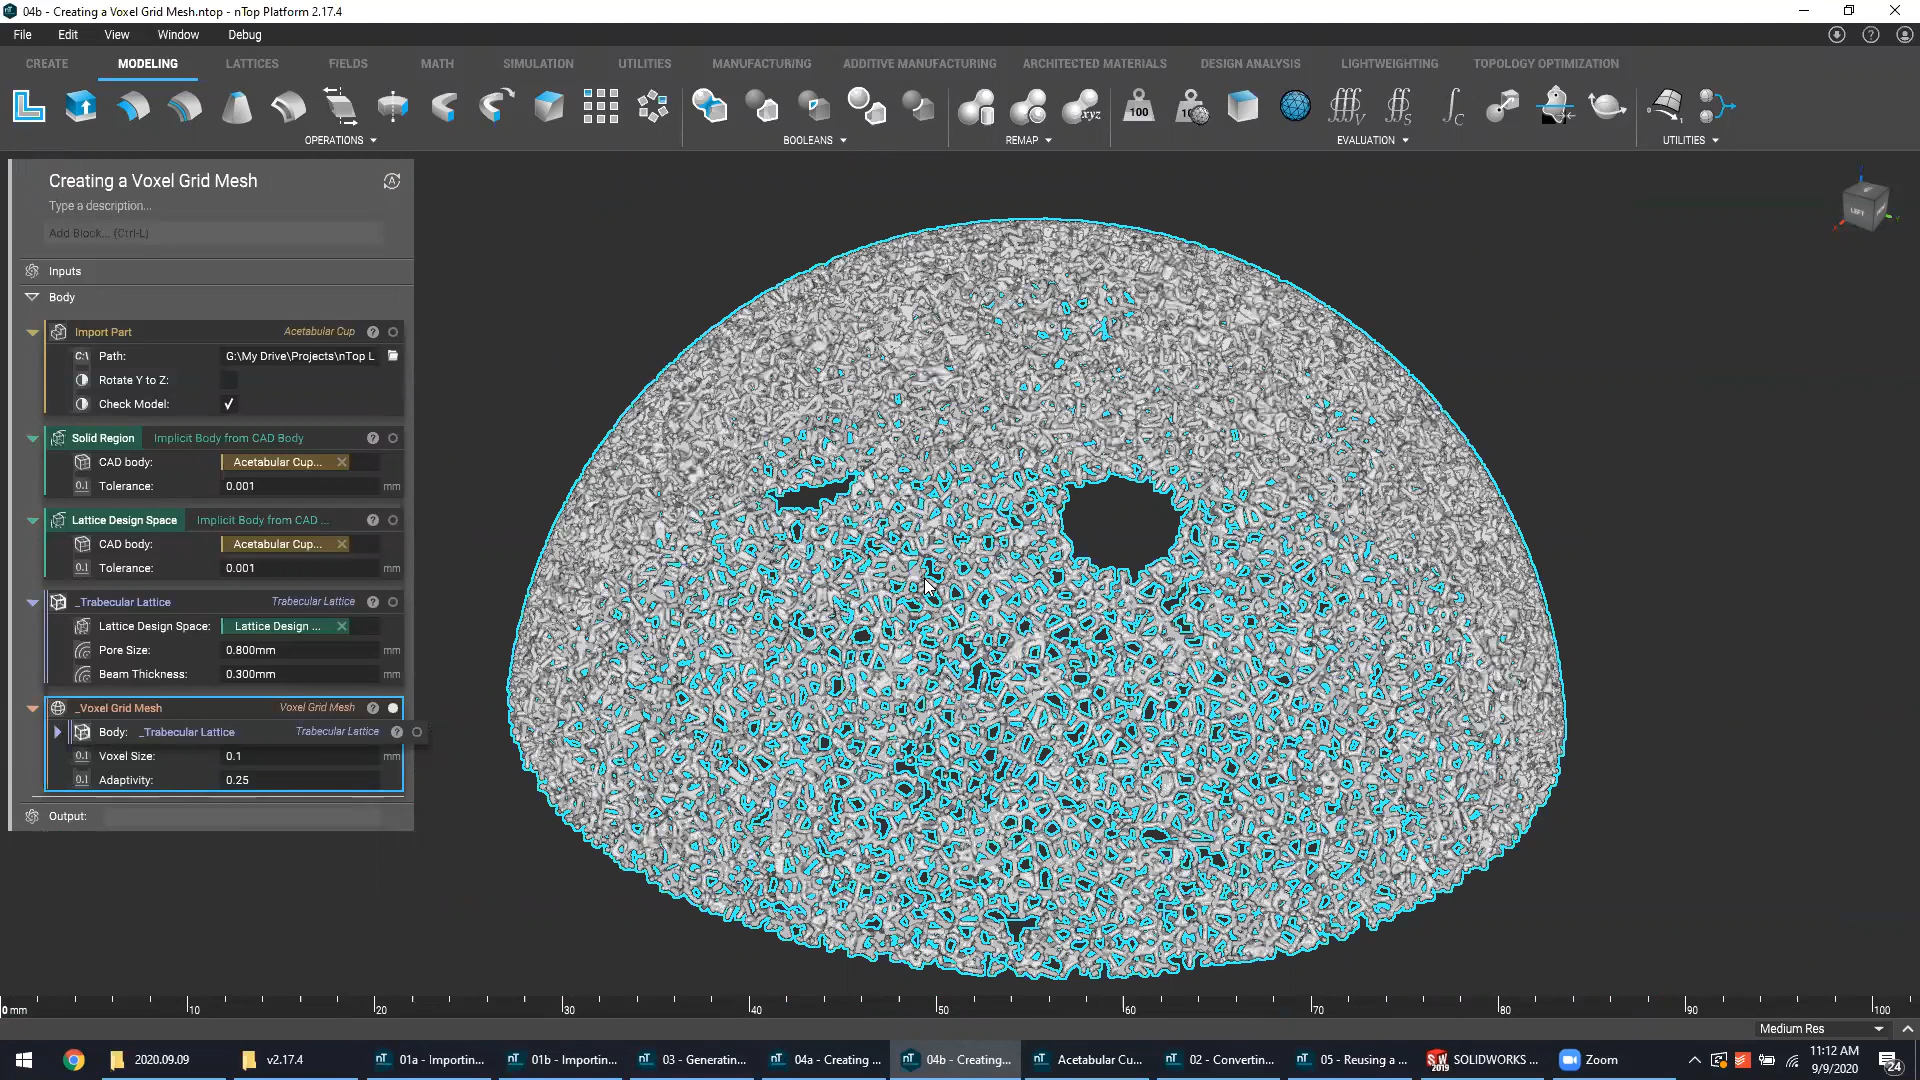 04b - Creating a Voxel Grid Mesh.ntop - nTop Platform 2.17.4
File Edit View Window Debug
CREATE MODELING LATTICES FIELDS MATH SIMULATION UTILITIES MANUFACTURING ADDITIVE MANUFACTURING ARCHITECTED MATERIALS DESIGN ANALYSIS LIGHTWEIGHTING TOPOLOGY OPTIMIZATION
OPERATIONS BOOLEANS REMAP EVALUATION UTILITIES
Creating a Voxel Grid Mesh
Type a description...
Add Block... (Ctrl-L)
Inputs
Body
Import Part Acetabular Cup
Path: G:\My Drive\Projects\nTop L
Rotate Y to Z:
Check Model:
Solid Region Implicit Body from CAD Body
CAD body: Acetabular Cup...
Tolerance: 0.001 mm
Lattice Design Space Implicit Body from CAD ...
CAD body: Acetabular Cup...
Tolerance: 0.001 mm
_Trabecular Lattice Trabecular Lattice
Lattice Design Space: Lattice Design ...
Pore Size: 0.800mm mm
Beam Thickness: 0.300mm mm
_Voxel Grid Mesh Voxel Grid Mesh
Body: _Trabecular Lattice Trabecular Lattice
Voxel Size: 0.1 mm
Adaptivity: 0.25
Output:
LEFT
0 mm 10 20 30 40 50 60 70 80 90 100
Medium Res
2020.09.09 v2.17.4 01a - Importin... 01b - Importin... 03 - Generatin... 04a - Creating ... 04b - Creating... Acetabular Cu... 02 - Convertin... 05 - Reusing a ... SOLIDWORKS ... Zoom
11:12 AM
9/9/2020
24